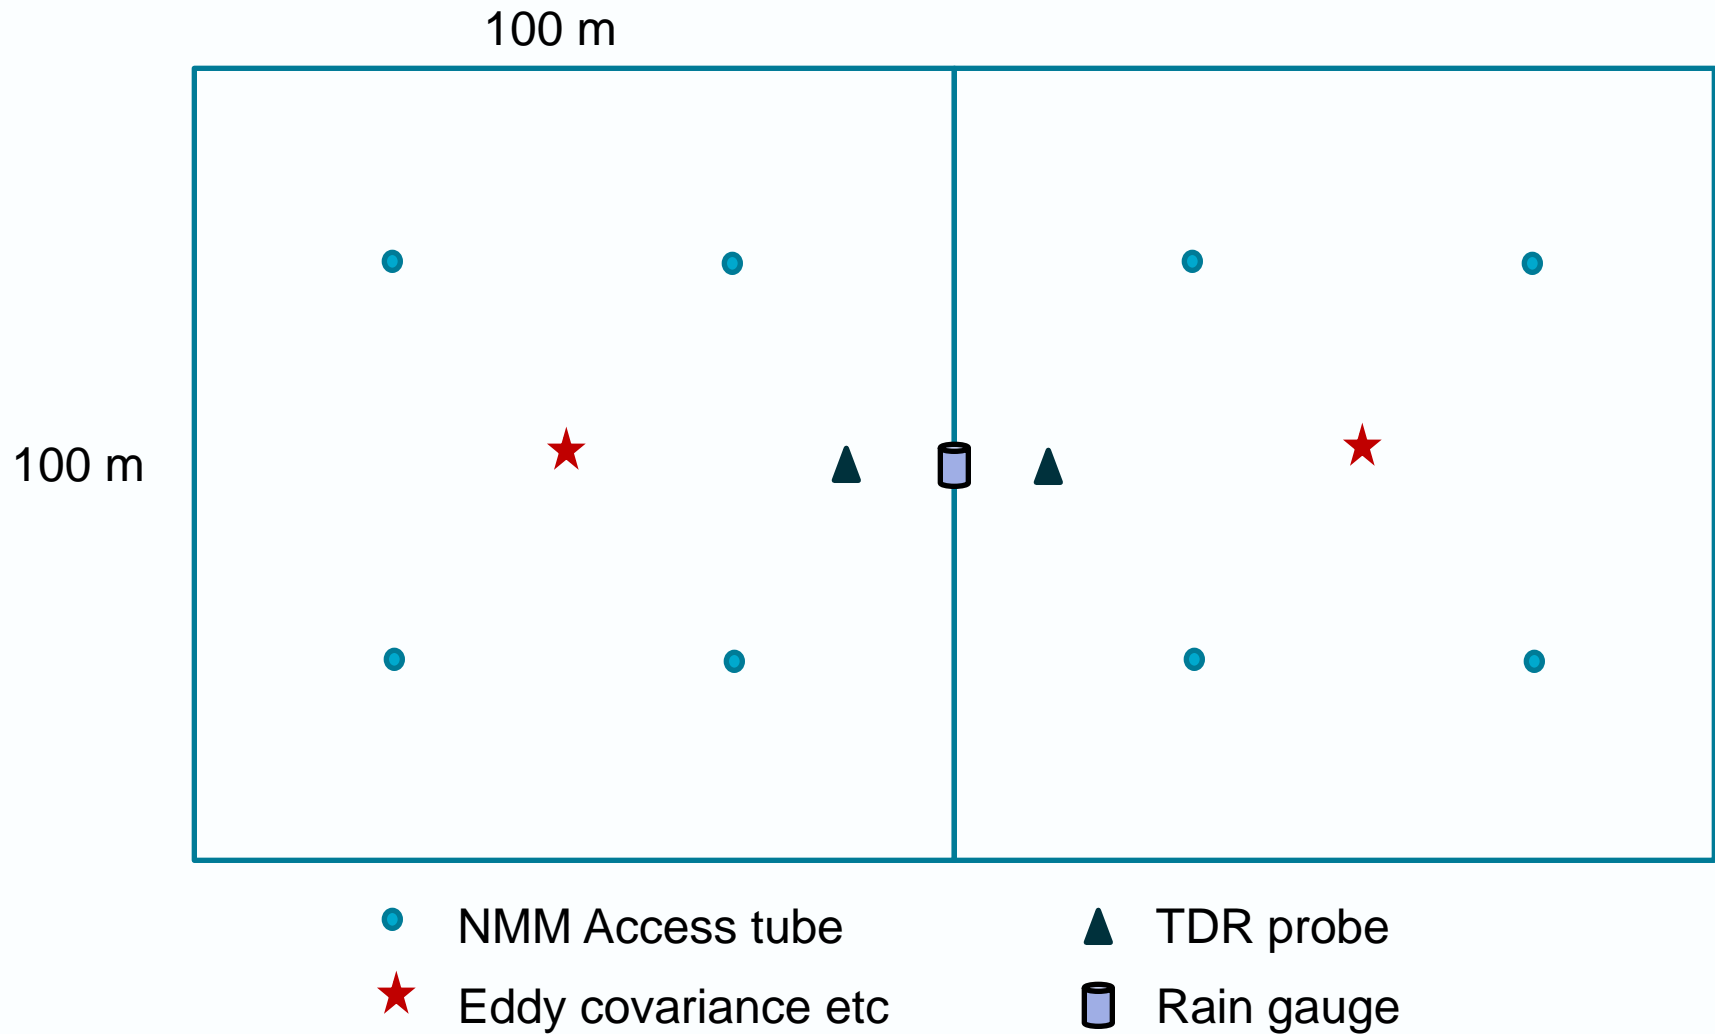 100 m
100 m
NMM Access tube
TDR probe
Eddy covariance etc
Rain gauge